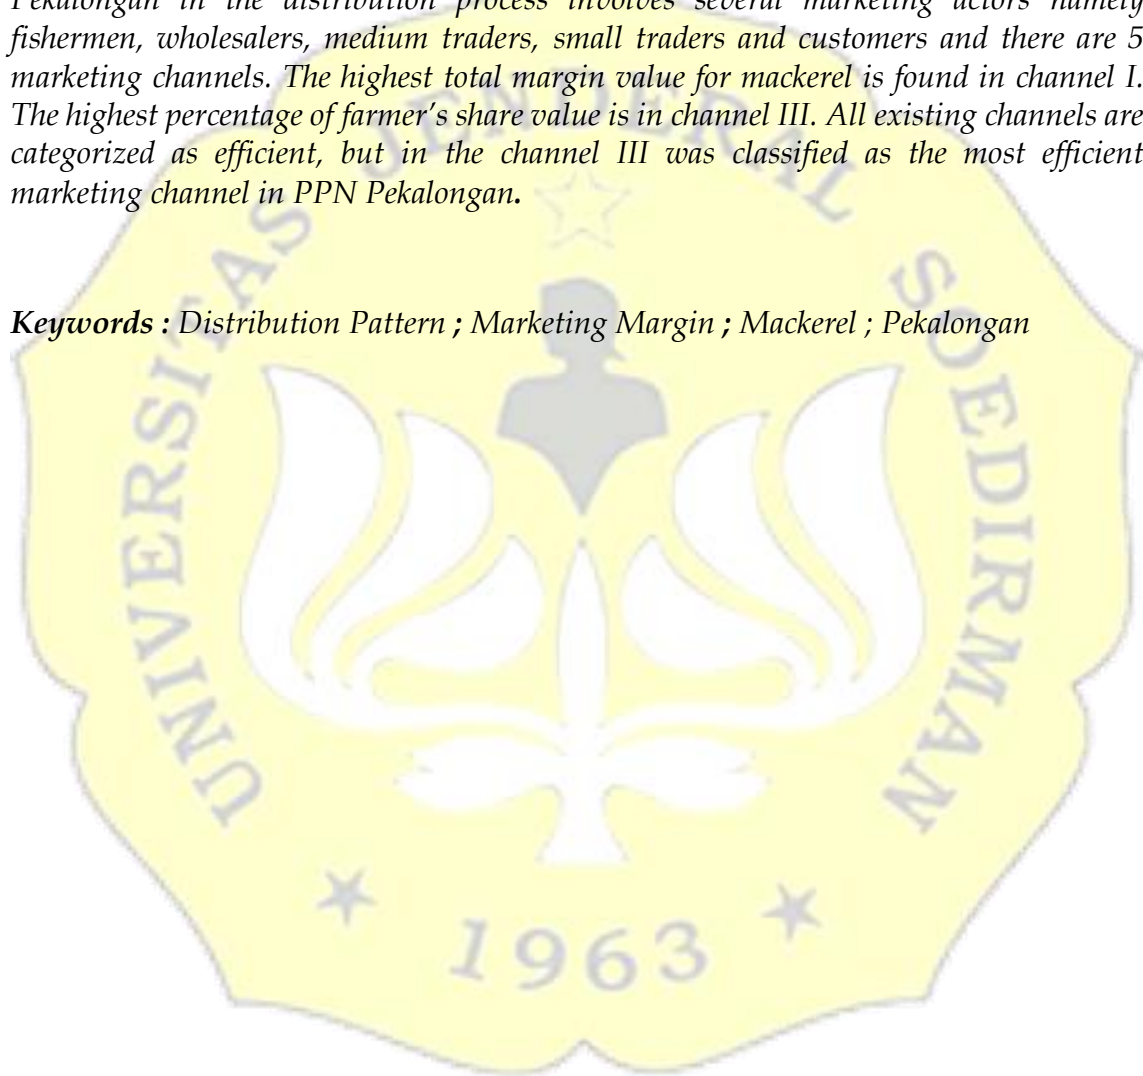 Pekalongan in the distribution process involves several marketing actors namely
fishermen, wholesalers, medium traders, small traders and customers and there are 5
marketing channels. The highest total margin value for mackerel is found in channel I.
The highest percentage of farmer's share value is in channel III. All existing channels are
categorized as efficient, but in the channel III was classified as the most efficient
marketing channel in PPN Pekalongan.
Keywords : Distribution Pattern ; Marketing Margin ; Mackerel ; Pekalongan
UNIVERSITAS JENDERAL SOEDIRMAN
1963